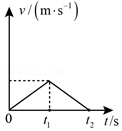 v/(m·s⁻¹)
0 t₁ t₂ t/s